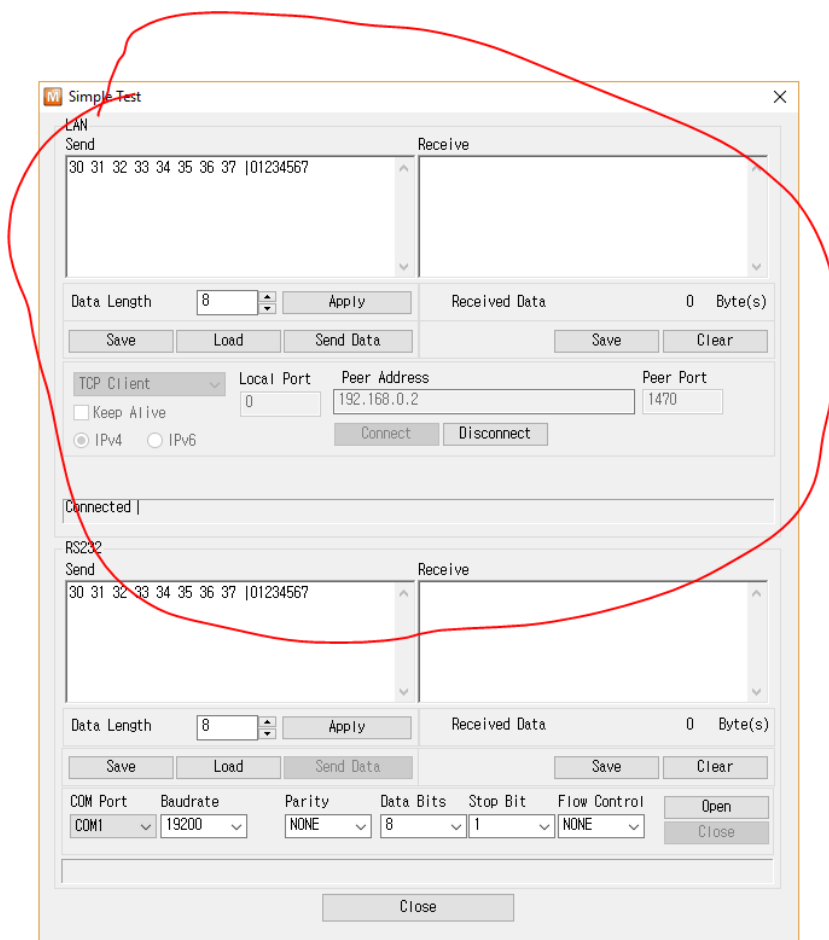 M Simple Test
LAN
Send Receive
30 31 32 33 34 35 36 37 |01234567
Data Length 8 Apply Received Data 0 Byte(s)
Save Load Send Data Save Clear
TCP Client Local Port Peer Address Peer Port
0 192.168.0.2 1470
Keep Alive
Connect Disconnect
IPv4 IPv6
Connected |
RS232
Send Receive
30 31 32 33 34 35 36 37 |01234567
Data Length 8 Apply Received Data 0 Byte(s)
Save Load Send Data Save Clear
COM Port Baudrate Parity Data Bits Stop Bit Flow Control Open
COM1 19200 NONE 8 1 NONE Close
Close